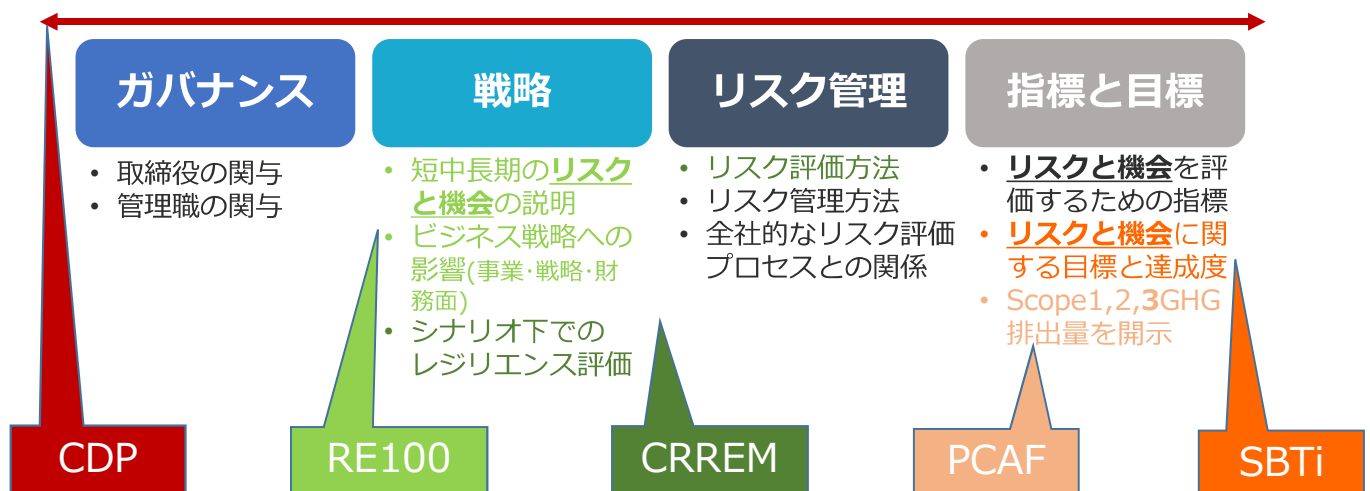 ガバナンス
戦略
リスク管理
指標と目標
• 取締役の関与
• 管理職の関与
• 短中長期のリスク
と機会の説明
• ビジネス戦略への
影響(事業･戦略･財
務面)
• シナリオ下での
レジリエンス評価
• リスク評価方法
• リスク管理方法
• 全社的なリスク評価
プロセスとの関係
• リスクと機会を評
価するための指標
• リスクと機会に関
する目標と達成度
• Scope1,2,3GHG
排出量を開示
CDP
RE100
CRREM
PCAF
SBTi